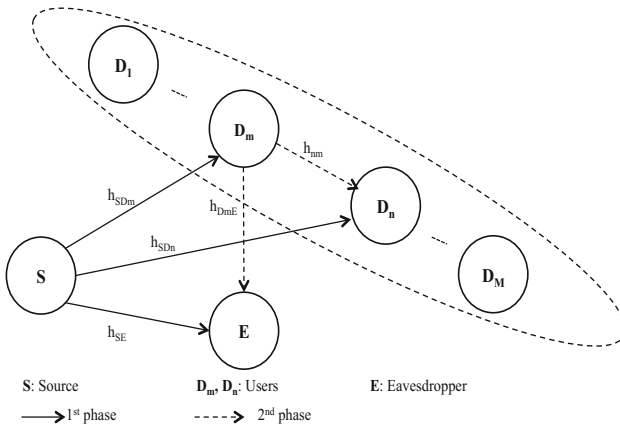 D1
Dm
hnm
hSDm
hDmE
Dn
hSDn
S
DM
E
hSE
S: Source
Dm, Dn: Users
E: Eavesdropper
1st phase
2nd phase